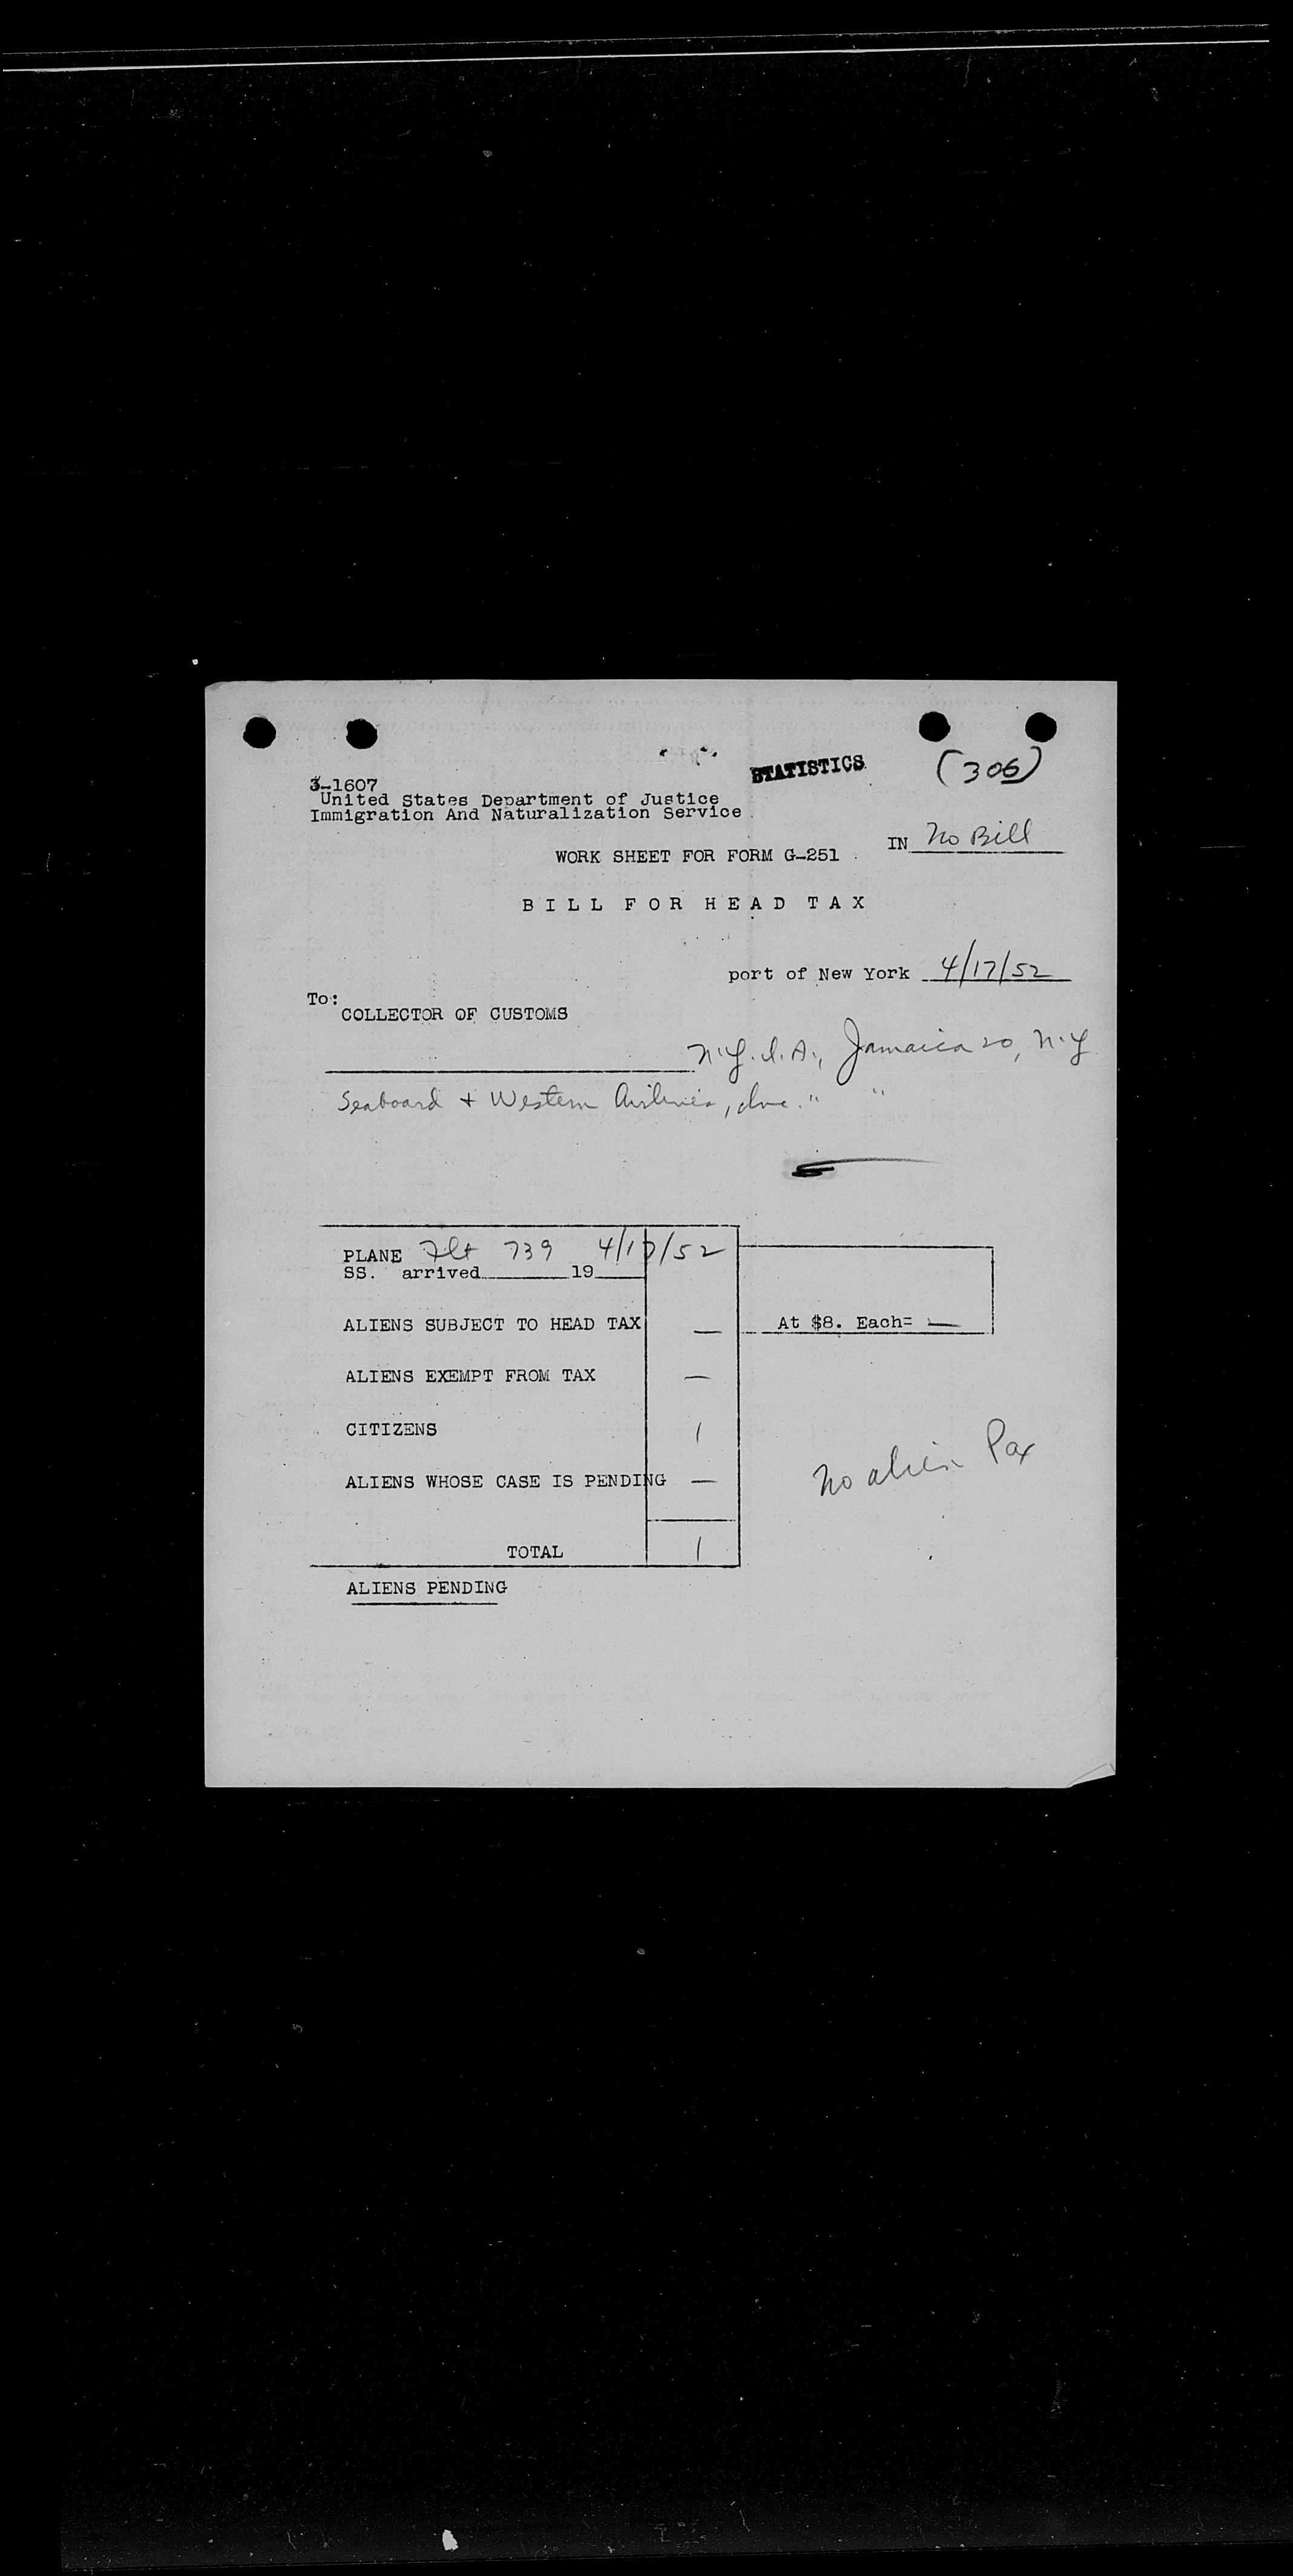 STATISTICS (306)
3-1607
United States Department of Justice
Immigration And Naturalization Service
IN No Bill
WORK SHEET FOR FORM G-251
BILL FOR HEAD TAX
port of New York 4/17/52
To:
COLLECTOR OF CUSTOMS
N.Y.I.A., Jamaica 20, N.Y
Seaboard + Western Airlines, Inc. " "
PLANE Flt 739 4/17/52
SS. arrived 19
ALIENS SUBJECT TO HEAD TAX — At $8. Each= —
ALIENS EXEMPT FROM TAX —
CITIZENS 1
ALIENS WHOSE CASE IS PENDING —
No alien Pax
TOTAL 1
ALIENS PENDING